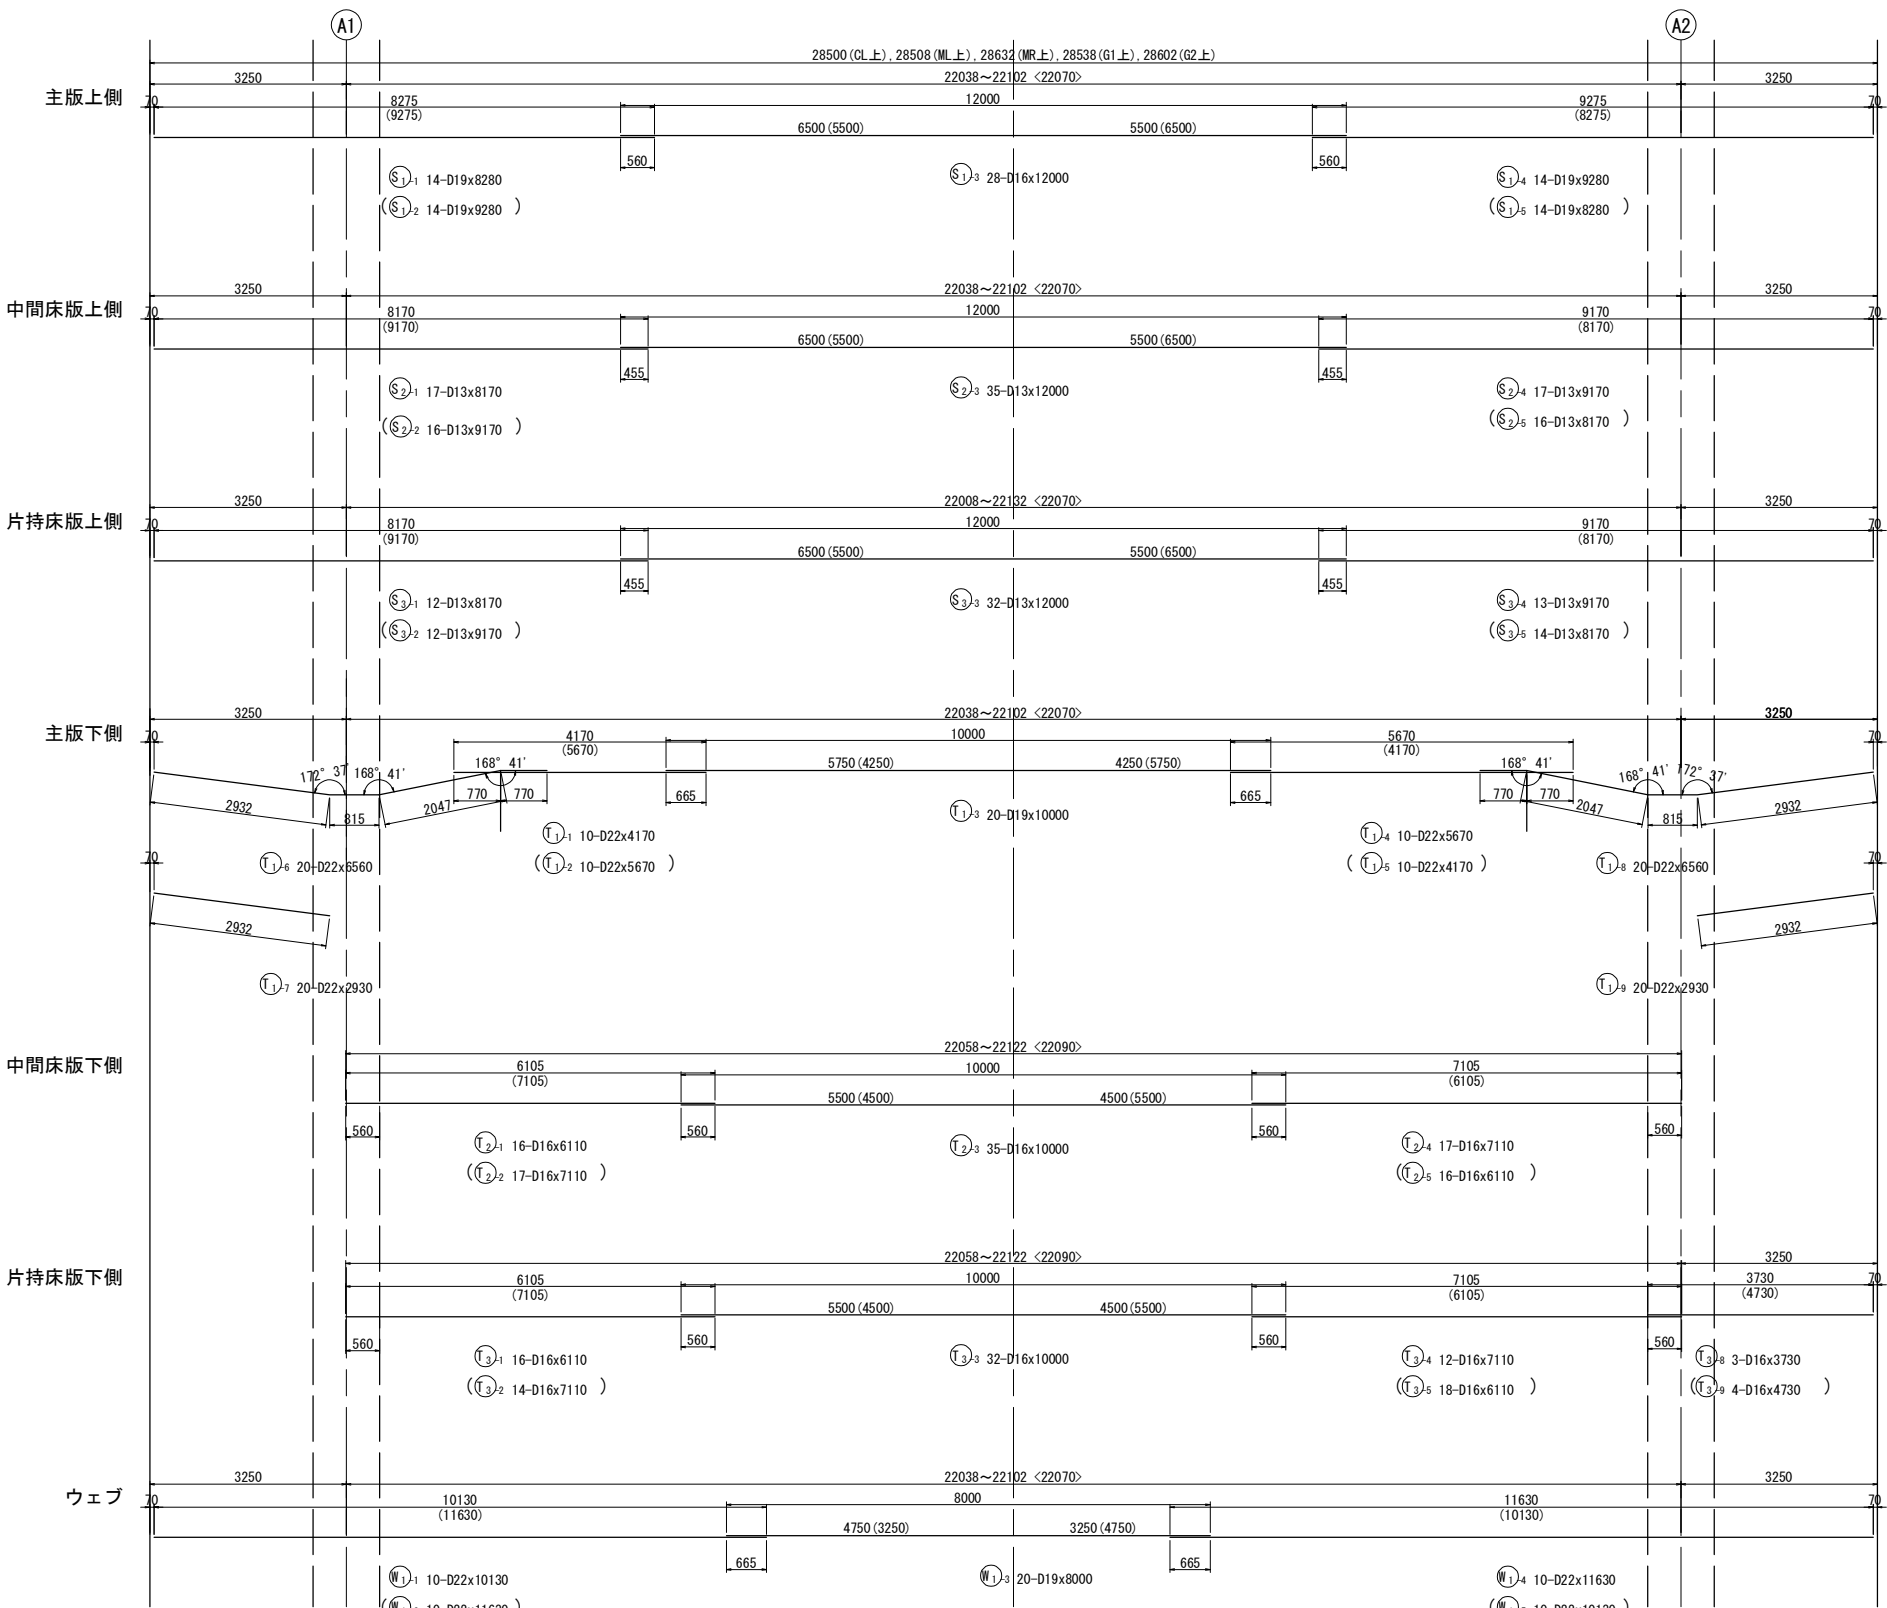 A1
A2
28500(CL上),28508(ML上),28632(MR上),28538(G1上),28602(G2上)
3250
22038～22102 <22070>
3250
主版上側
70
8275
(9275)
12000
9275
(8275)
70
6500(5500)
5500(6500)
560
560
S1-1 14-D19x8280
S1-3 28-D16x12000
S1-4 14-D19x9280
(S1-2 14-D19x9280 )
(S1-5 14-D19x8280 )
3250
22038～22102 <22070>
3250
中間床版上側
70
8170
(9170)
12000
9170
(8170)
70
6500(5500)
5500(6500)
455
455
S2-1 17-D13x8170
S2-3 35-D13x12000
S2-4 17-D13x9170
(S2-2 16-D13x9170 )
(S2-5 16-D13x8170 )
3250
22008～22132 <22070>
3250
片持床版上側
70
8170
(9170)
12000
9170
(8170)
70
6500(5500)
5500(6500)
455
455
S3-1 12-D13x8170
S3-3 32-D13x12000
S3-4 13-D13x9170
(S3-2 12-D13x9170 )
(S3-5 14-D13x8170 )
3250
22038～22102 <22070>
3250
主版下側
70
4170
(5670)
10000
5670
(4170)
70
172° 37'
168° 41'
168° 41'
5750(4250)
4250(5750)
168° 41'
168° 41'
172° 37'
2932
815
2047
770
770
665
665
770
770
2047
815
2932
T1-3 20-D19x10000
T1-1 10-D22x4170
T1-4 10-D22x5670
70
T1-6 20-D22x6560
(T1-2 10-D22x5670 )
( T1-5 10-D22x4170 )
T1-8 20-D22x6560
70
2932
2932
T1-7 20-D22x2930
T1-9 20-D22x2930
22058～22122 <22090>
中間床版下側
6105
(7105)
10000
7105
(6105)
5500(4500)
4500(5500)
560
560
560
560
T2-1 16-D16x6110
T2-3 35-D16x10000
T2-4 17-D16x7110
(T2-2 17-D16x7110 )
(T2-5 16-D16x6110 )
22058～22122 <22090>
3250
片持床版下側
6105
(7105)
10000
7105
(6105)
3730
(4730)
70
5500(4500)
4500(5500)
560
560
560
560
T3-1 16-D16x6110
T3-3 32-D16x10000
T3-4 12-D16x7110
T3-8 3-D16x3730
(T3-2 14-D16x7110 )
(T3-5 18-D16x6110 )
(T3-9 4-D16x4730 )
3250
22038～22102 <22070>
3250
ウェブ
70
10130
(11630)
8000
11630
(10130)
70
4750(3250)
3250(4750)
665
665
W1-1 10-D22x10130
W1-3 20-D19x8000
W1-4 10-D22x11630